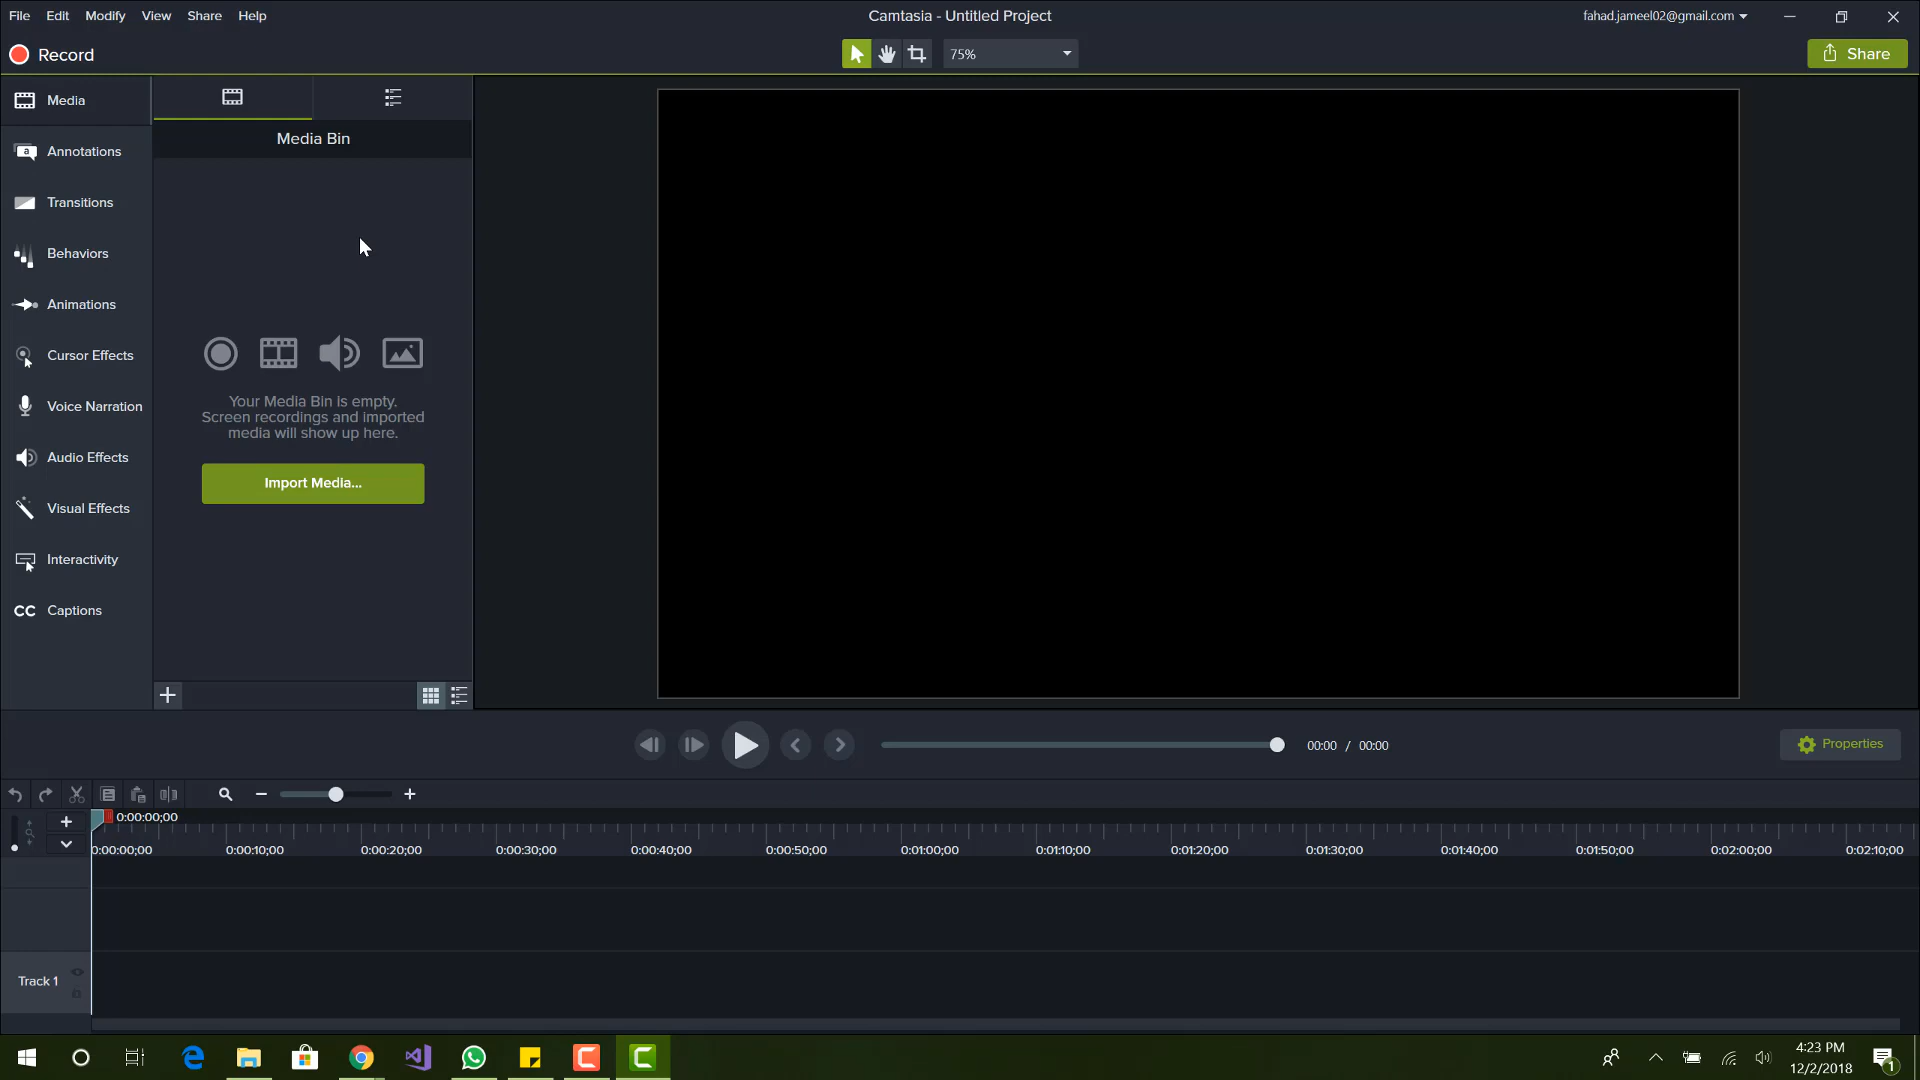 File Edit Modify View Share Help
Camtasia - Untitled Project
fahad.jameel02@gmail.com
Record
75%
Share
Media
Annotations
Transitions
Behaviors
Animations
Cursor Effects
Voice Narration
Audio Effects
Visual Effects
Interactivity
CC Captions
Media Bin
Your Media Bin is empty.
Screen recordings and imported
media will show up here.
Import Media...
00:00 / 00:00
Properties
0:00:00;00
0:00:00;00 0:00:10;00 0:00:20;00 0:00:30;00 0:00:40;00 0:00:50;00 0:01:00;00 0:01:10;00 0:01:20;00 0:01:30;00 0:01:40;00 0:01:50;00 0:02:00;00 0:02:10;00
Track 1
4:23 PM
12/2/2018
1